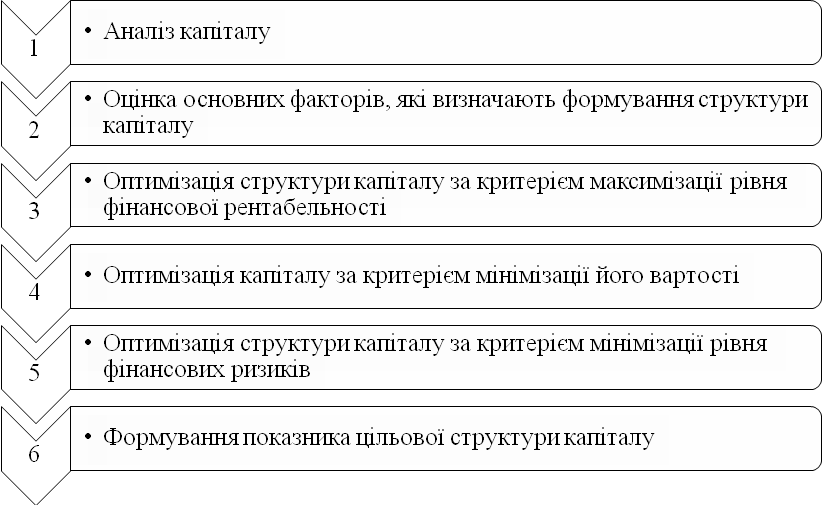 1
• Аналіз капіталу
2
• Оцінка основних факторів, які визначають формування структури
капіталу
3
• Оптимізація структури капіталу за критерієм максимізації рівня
фінансової рентабельності
4
• Оптимізація капіталу за критерієм мінімізації його вартості
5
• Оптимізація структури капіталу за критерієм мінімізації рівня
фінансових ризиків
6
• Формування показника цільової структури капіталу